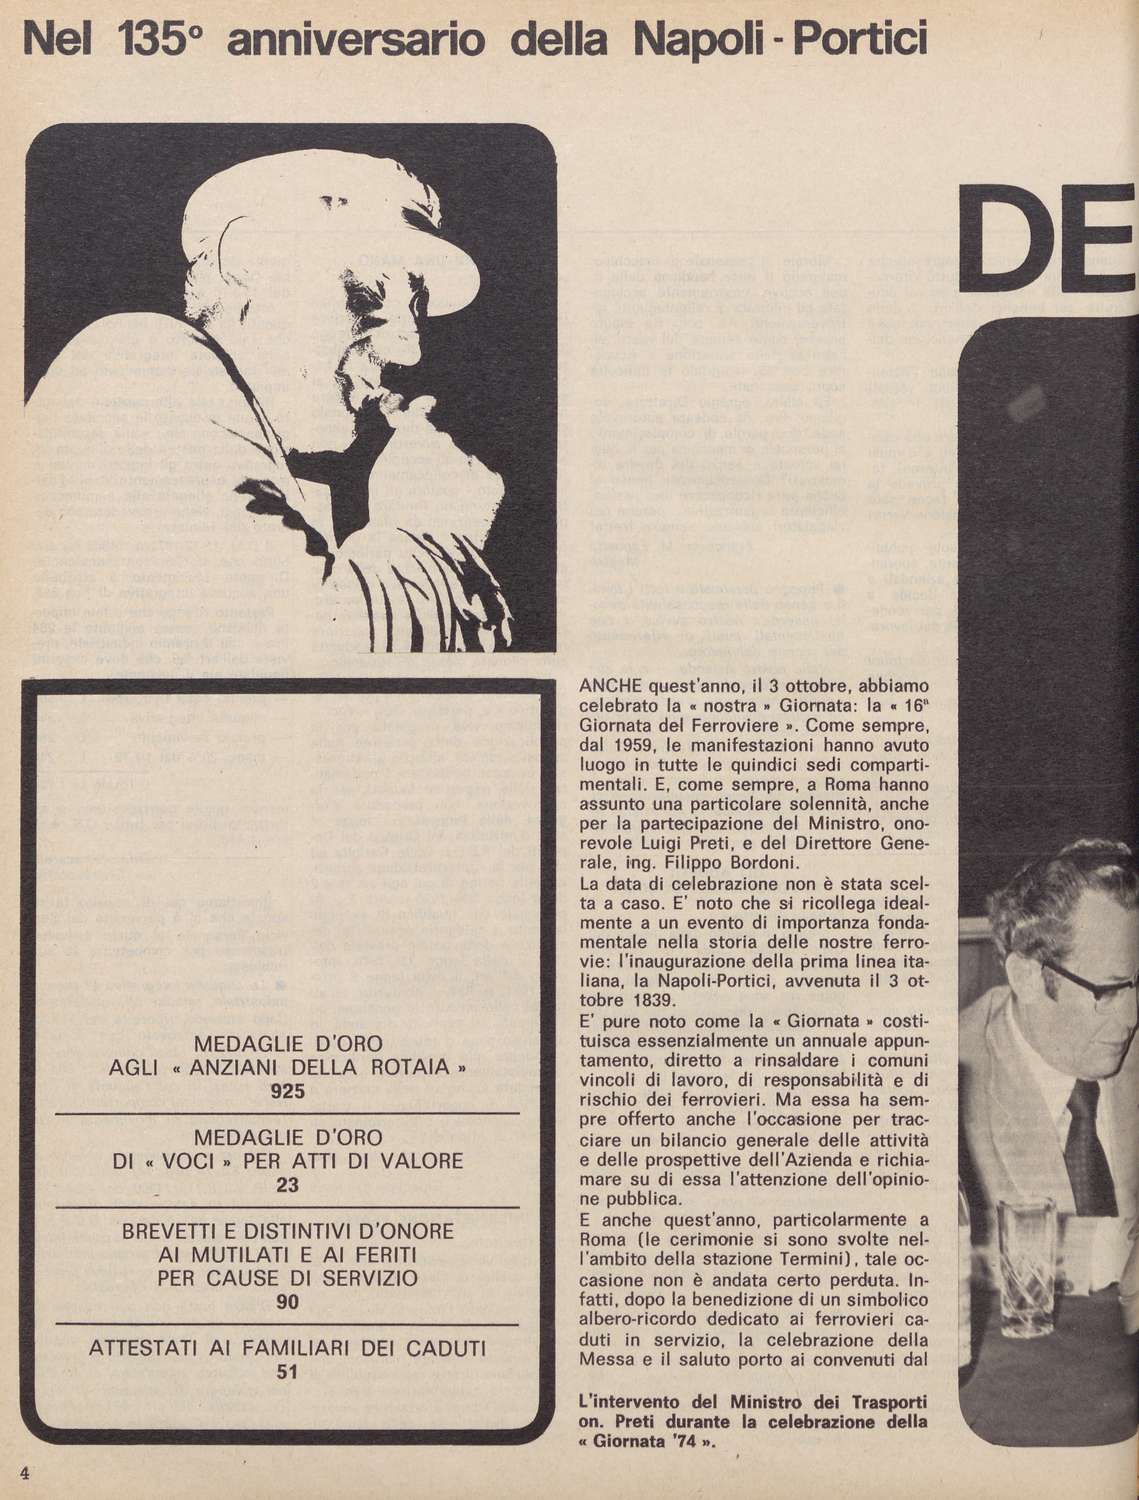 Nel 135° anniversario della Napoli - Portici
DE
MEDAGLIE D'ORO
AGLI « ANZIANI DELLA ROTAIA »
925
MEDAGLIE D'ORO
DI « VOCI » PER ATTI DI VALORE
23
BREVETTI E DISTINTIVI D'ONORE
AI MUTILATI E AI FERITI
PER CAUSE DI SERVIZIO
90
ATTESTATI AI FAMILIARI DEI CADUTI
51
ANCHE quest'anno, il 3 ottobre, abbiamo
celebrato la « nostra » Giornata: la « 16ª
Giornata del Ferroviere ». Come sempre,
dal 1959, le manifestazioni hanno avuto
luogo in tutte le quindici sedi comparti-
mentali. E, come sempre, a Roma hanno
assunto una particolare solennità, anche
per la partecipazione del Ministro, ono-
revole Luigi Preti, e del Direttore Gene-
rale, ing. Filippo Bordoni.
La data di celebrazione non è stata scel-
ta a caso. E' noto che si ricollega ideal-
mente a un evento di importanza fonda-
mentale nella storia delle nostre ferro-
vie: l'inaugurazione della prima linea ita-
liana, la Napoli-Portici, avvenuta il 3 ot-
tobre 1839.
E' pure noto come la « Giornata » costi-
tuisca essenzialmente un annuale appun-
tamento, diretto a rinsaldare i comuni
vincoli di lavoro, di responsabilità e di
rischio dei ferrovieri. Ma essa ha sem-
pre offerto anche l'occasione per trac-
ciare un bilancio generale delle attività
e delle prospettive dell'Azienda e richia-
mare su di essa l'attenzione dell'opinio-
ne pubblica.
E anche quest'anno, particolarmente a
Roma (le cerimonie si sono svolte nel-
l'ambito della stazione Termini), tale oc-
casione non è andata certo perduta. In-
fatti, dopo la benedizione di un simbolico
albero-ricordo dedicato ai ferrovieri ca-
duti in servizio, la celebrazione della
Messa e il saluto porto ai convenuti dal
L'intervento del Ministro dei Trasporti
on. Preti durante la celebrazione della
« Giornata '74 ».
4